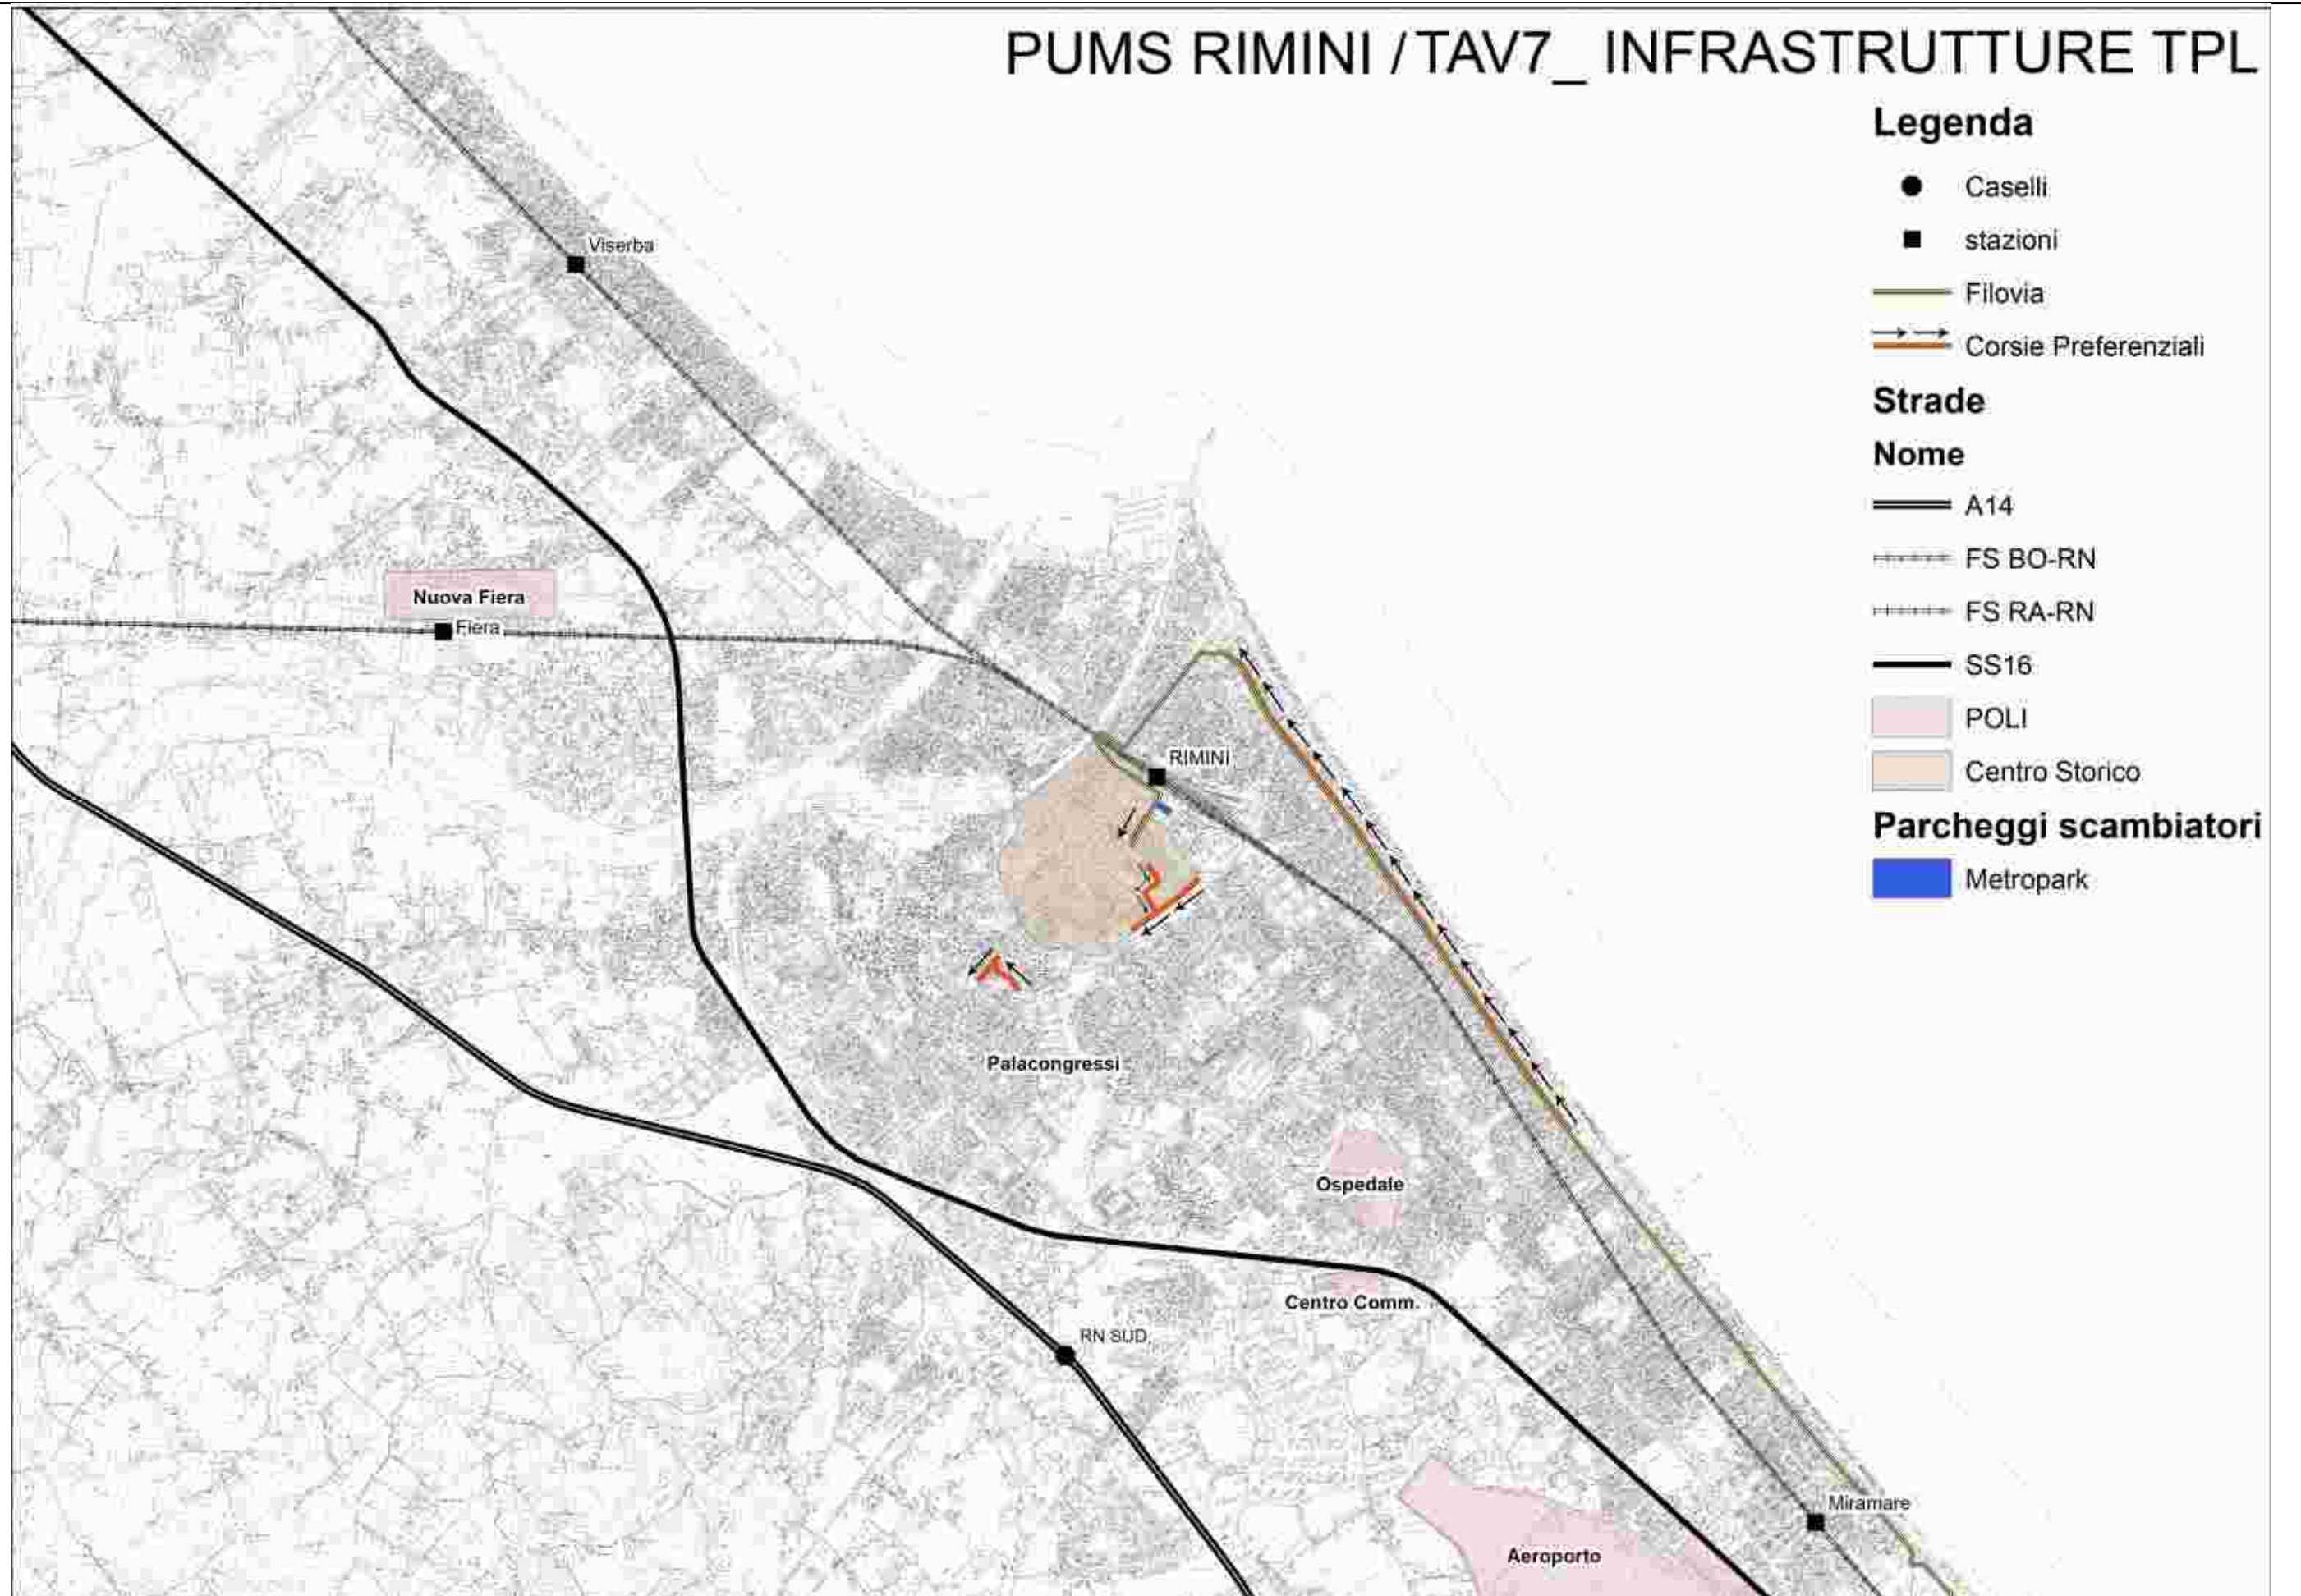 PUMS RIMINI / TAV7_ INFRASTRUTTURE TPL
Legenda
Caselli
stazioni
Filovia
Corsie Preferenziali
Strade
Nome
A14
FS BO-RN
FS RA-RN
SS16
POLI
Centro Storico
Parcheggi scambiatori
Metropark
Viserba
Nuova Fiera
Fiera
RIMINI
Palacongressi
Ospedale
Centro Comm.
RN SUD
Miramare
Aeroporto